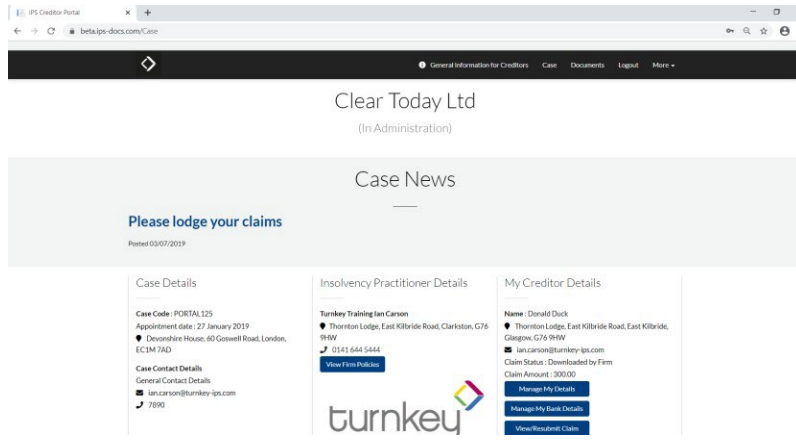 IPS Creditor Portal
beta.ips-docs.com/Case
General Information for Creditors Case Documents Logout More
Clear Today Ltd
(In Administration)
Case News
Please lodge your claims
Posted 03/07/2019
Case Details
Case Code : PORTAL125
Appointment date : 27 January 2019
Devonshire House, 60 Goswell Road, London,
EC1M 7AD
Case Contact Details
General Contact Details
ian.carson@turnkey-ips.com
7890
Insolvency Practitioner Details
Turnkey Training Ian Carson
Thornton Lodge, East Kilbride Road, Clarkston, G76
9HW
0141 644 5444
View Firm Policies
turnkey
My Creditor Details
Name : Donald Duck
Thornton Lodge, East Kilbride Road, East Kilbride,
Glasgow, G76 9HW
ian.carson@turnkey-ips.com
Claim Status : Downloaded by Firm
Claim Amount : 300.00
Manage My Details
Manage My Bank Details
View/Resubmit Claim